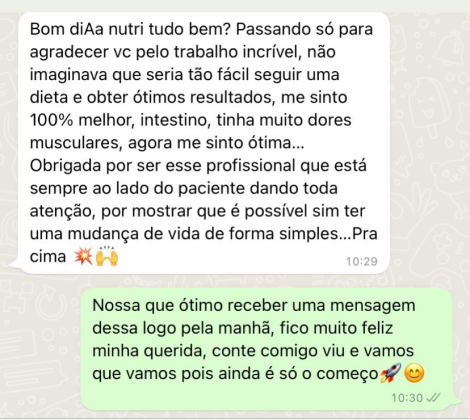 Bom diAa nutri tudo bem? Passando só para
agradecer vc pelo trabalho incrível, não
imaginava que seria tão fácil seguir uma
dieta e obter ótimos resultados, me sinto
100% melhor, intestino, tinha muito dores
musculares, agora me sinto ótima...
Obrigada por ser esse profissional que está
sempre ao lado do paciente dando toda
atenção, por mostrar que é possível sim ter
uma mudança de vida de forma simples...Pra
cima 💥🙌
10:29
Nossa que ótimo receber uma mensagem
dessa logo pela manhã, fico muito feliz
minha querida, conte comigo viu e vamos
que vamos pois ainda é só o começo🚀😊
10:30